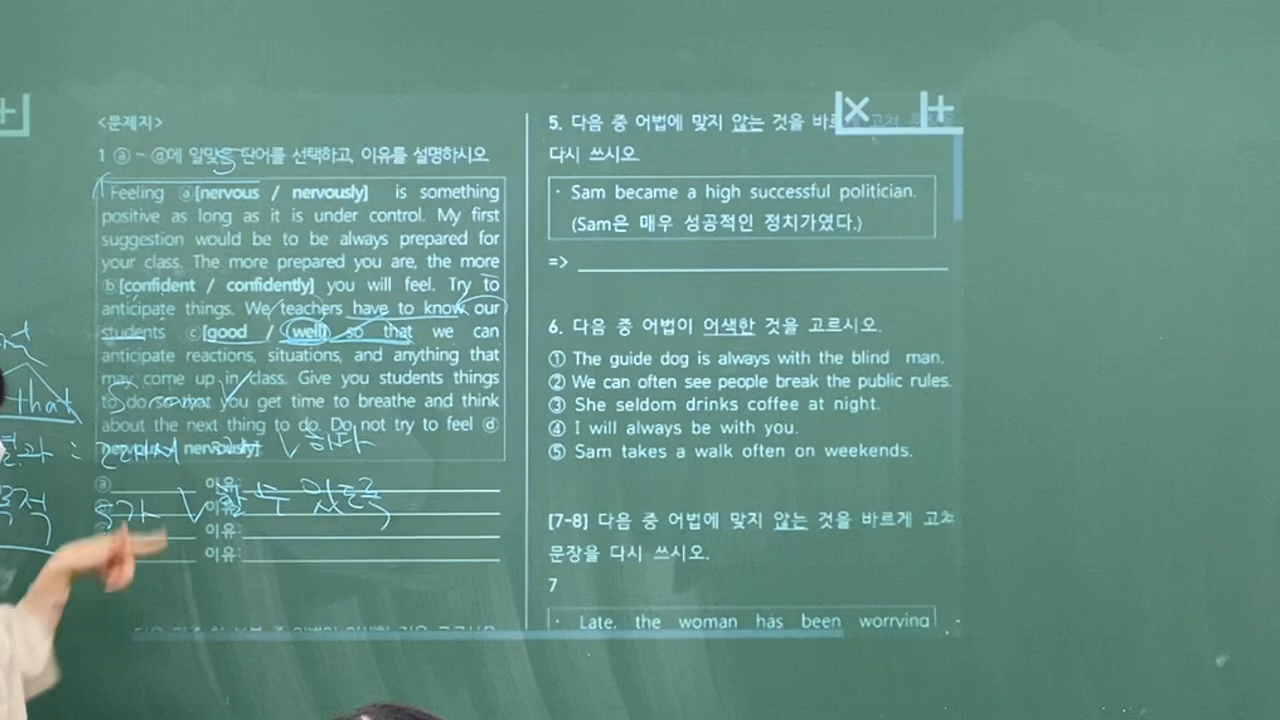 <문제지>
1 ⓐ ~ ⓓ에 알맞은 단어를 선택하고, 이유를 설명하시오
Feeling ⓐ[nervous / nervously] is something
positive as long as it is under control. My first
suggestion would be to be always prepared for
your class. The more prepared you are, the more
ⓑ[confident / confidently] you will feel. Try to
anticipate things. We teachers have to know our
students ⓒ[good / well] so that we can
anticipate reactions, situations, and anything that
may come up in class. Give you students things
to do so that you get time to breathe and think
about the next thing to do. Do not try to feel ⓓ
nervously]
that
S가 V할 수 있도록
ⓐ 이유:
이유:
이유:
이유:
5. 다음 중 어법에 맞지 않는 것을
다시 쓰시오.
· Sam became a high successful politician.
(Sam은 매우 성공적인 정치가였다.)
=>
6. 다음 중 어법이 어색한 것을 고르시오.
① The guide dog is always with the blind man.
② We can often see people break the public rules.
③ She seldom drinks coffee at night.
④ I will always be with you.
⑤ Sam takes a walk often on weekends.
[7-8] 다음 중 어법에 맞지 않는 것을 바르게 고쳐
문장을 다시 쓰시오.
7
· Late, the woman has been worrying